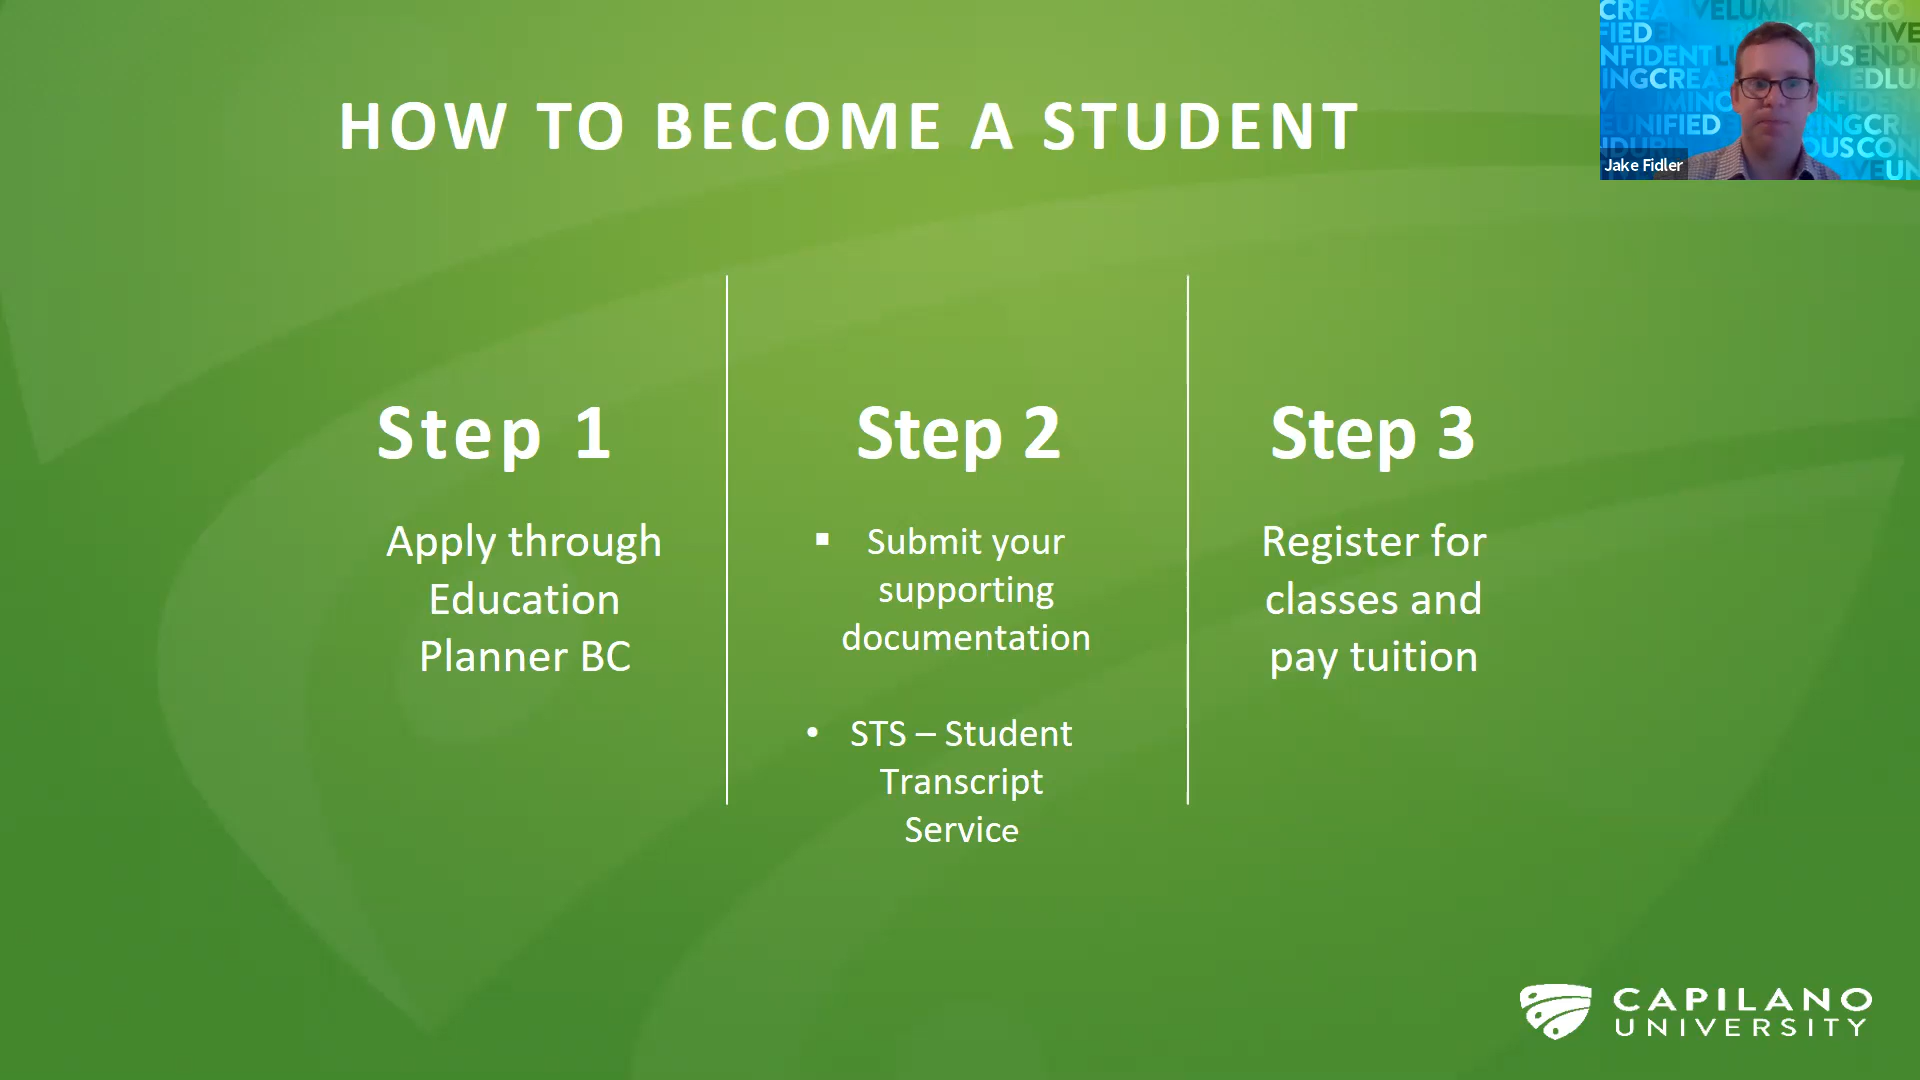 HOW TO BECOME A STUDENT
Step 1
Apply through
Education
Planner BC
Step 2
▪ Submit your
supporting
documentation
• STS – Student
Transcript
Service
Step 3
Register for
classes and
pay tuition
Jake Fidler
CAPILANO
UNIVERSITY